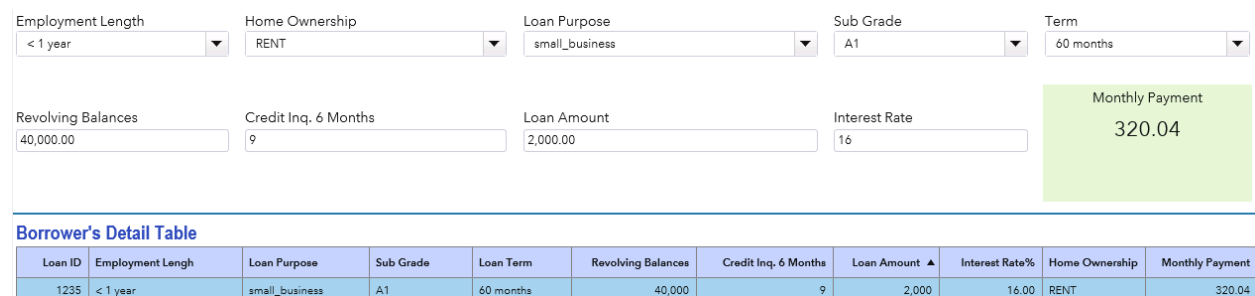 Employment Length Home Ownership Loan Purpose Sub Grade Term
< 1 year RENT small_business A1 60 months
Monthly Payment
Revolving Balances Credit Inq. 6 Months Loan Amount Interest Rate
320.04
40,000.00 9 2,000.00 16
Borrower's Detail Table
Loan ID Employment Lengh Loan Purpose Sub Grade Loan Term Revolving Balances Credit Inq. 6 Months Loan Amount ▲ Interest Rate% Home Ownership Monthly Payment
1235 < 1 year small_business A1 60 months 40,000 9 2,000 16.00 RENT 320.04